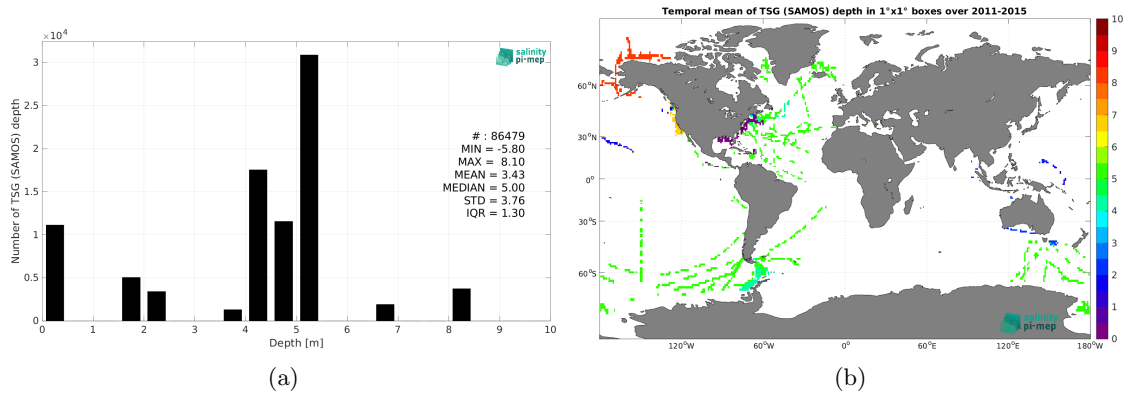 ×10⁴
salinity
pi-mep
3
2.5
2
1.5
1
0.5
0
Number of TSG (SAMOS) depth
# : 86479
MIN = -5.80
MAX = 8.10
MEAN = 3.43
MEDIAN = 5.00
STD = 3.76
IQR = 1.30
0 1 2 3 4 5 6 7 8 9 10
Depth [m]
(a)
Temporal mean of TSG (SAMOS) depth in 1°x1° boxes over 2011-2015
60°N
30°N
0°
30°S
60°S
120°W 60°W 0° 60°E 120°E 180°W
salinity
pi-mep
10
9
8
7
6
5
4
3
2
1
0
(b)